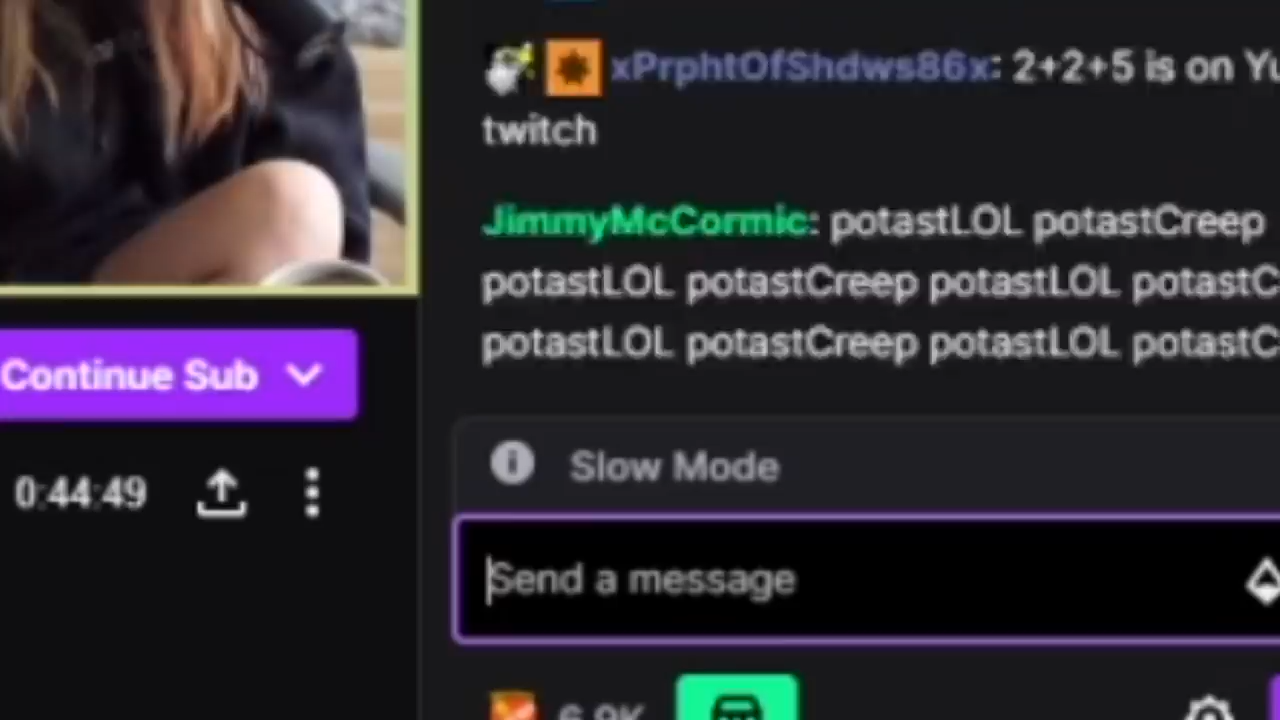 xPrphtOfShdws86x: 2+2+5 is on Yu
twitch
JimmyMcCormic: potastLOL potastCreep
potastLOL potastCreep potastLOL potastC
potastLOL potastCreep potastLOL potastC
Continue Sub
Slow Mode
0:44:49
Send a message
6.9K